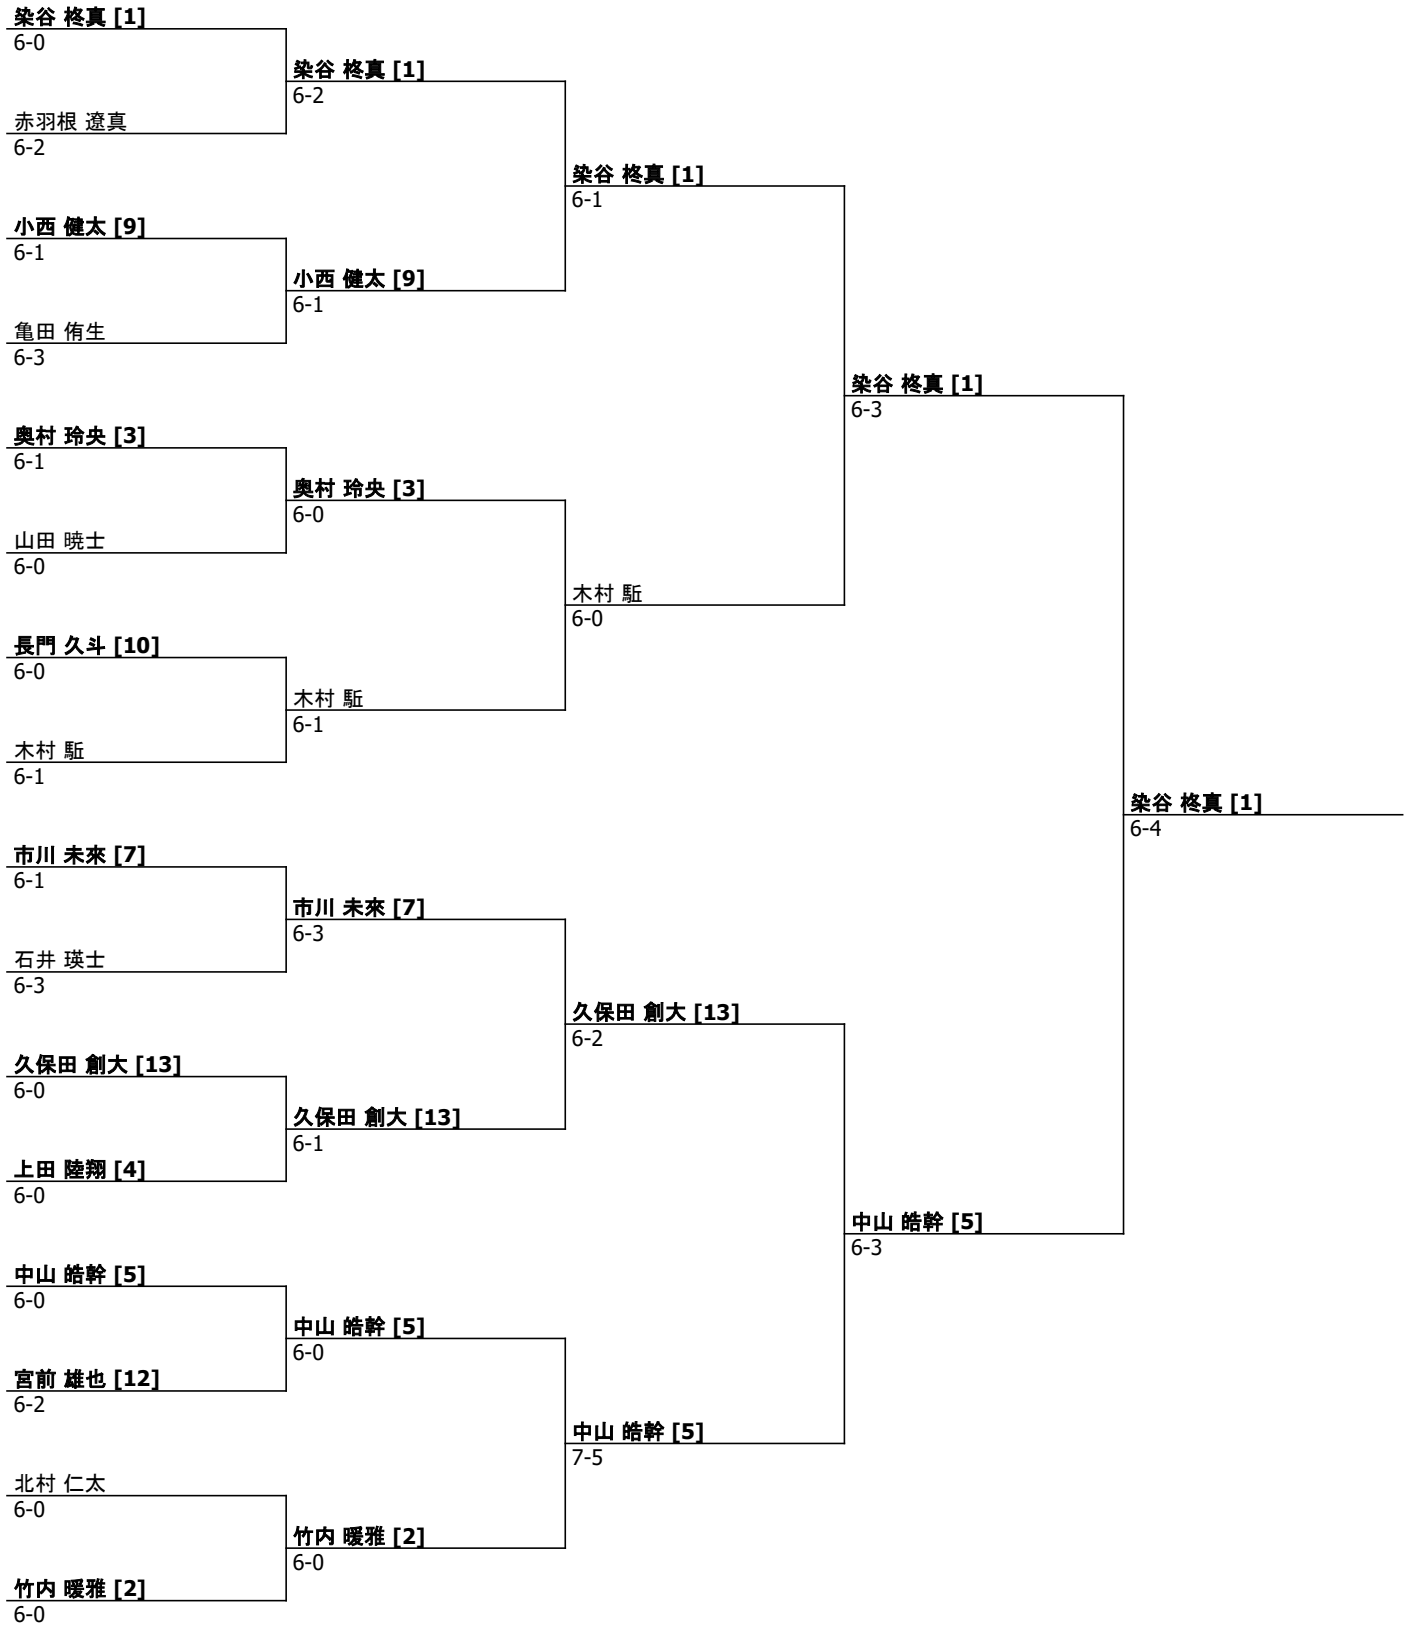 染谷 柊真 [1]
6-0
染谷 柊真 [1]
6-2
赤羽根 遼真
6-2
染谷 柊真 [1]
6-1
小西 健太 [9]
6-1
小西 健太 [9]
6-1
亀田 侑生
6-3
染谷 柊真 [1]
6-3
奥村 玲央 [3]
6-1
奥村 玲央 [3]
6-0
山田 暁士
6-0
木村 駈
6-0
長門 久斗 [10]
6-0
木村 駈
6-1
木村 駈
6-1
染谷 柊真 [1]
6-4
市川 未來 [7]
6-1
市川 未來 [7]
6-3
石井 瑛士
6-3
久保田 創大 [13]
6-2
久保田 創大 [13]
6-0
久保田 創大 [13]
6-1
上田 陸翔 [4]
6-0
中山 皓幹 [5]
6-3
中山 皓幹 [5]
6-0
中山 皓幹 [5]
6-0
宮前 雄也 [12]
6-2
中山 皓幹 [5]
7-5
北村 仁太
6-0
竹内 暖雅 [2]
6-0
竹内 暖雅 [2]
6-0